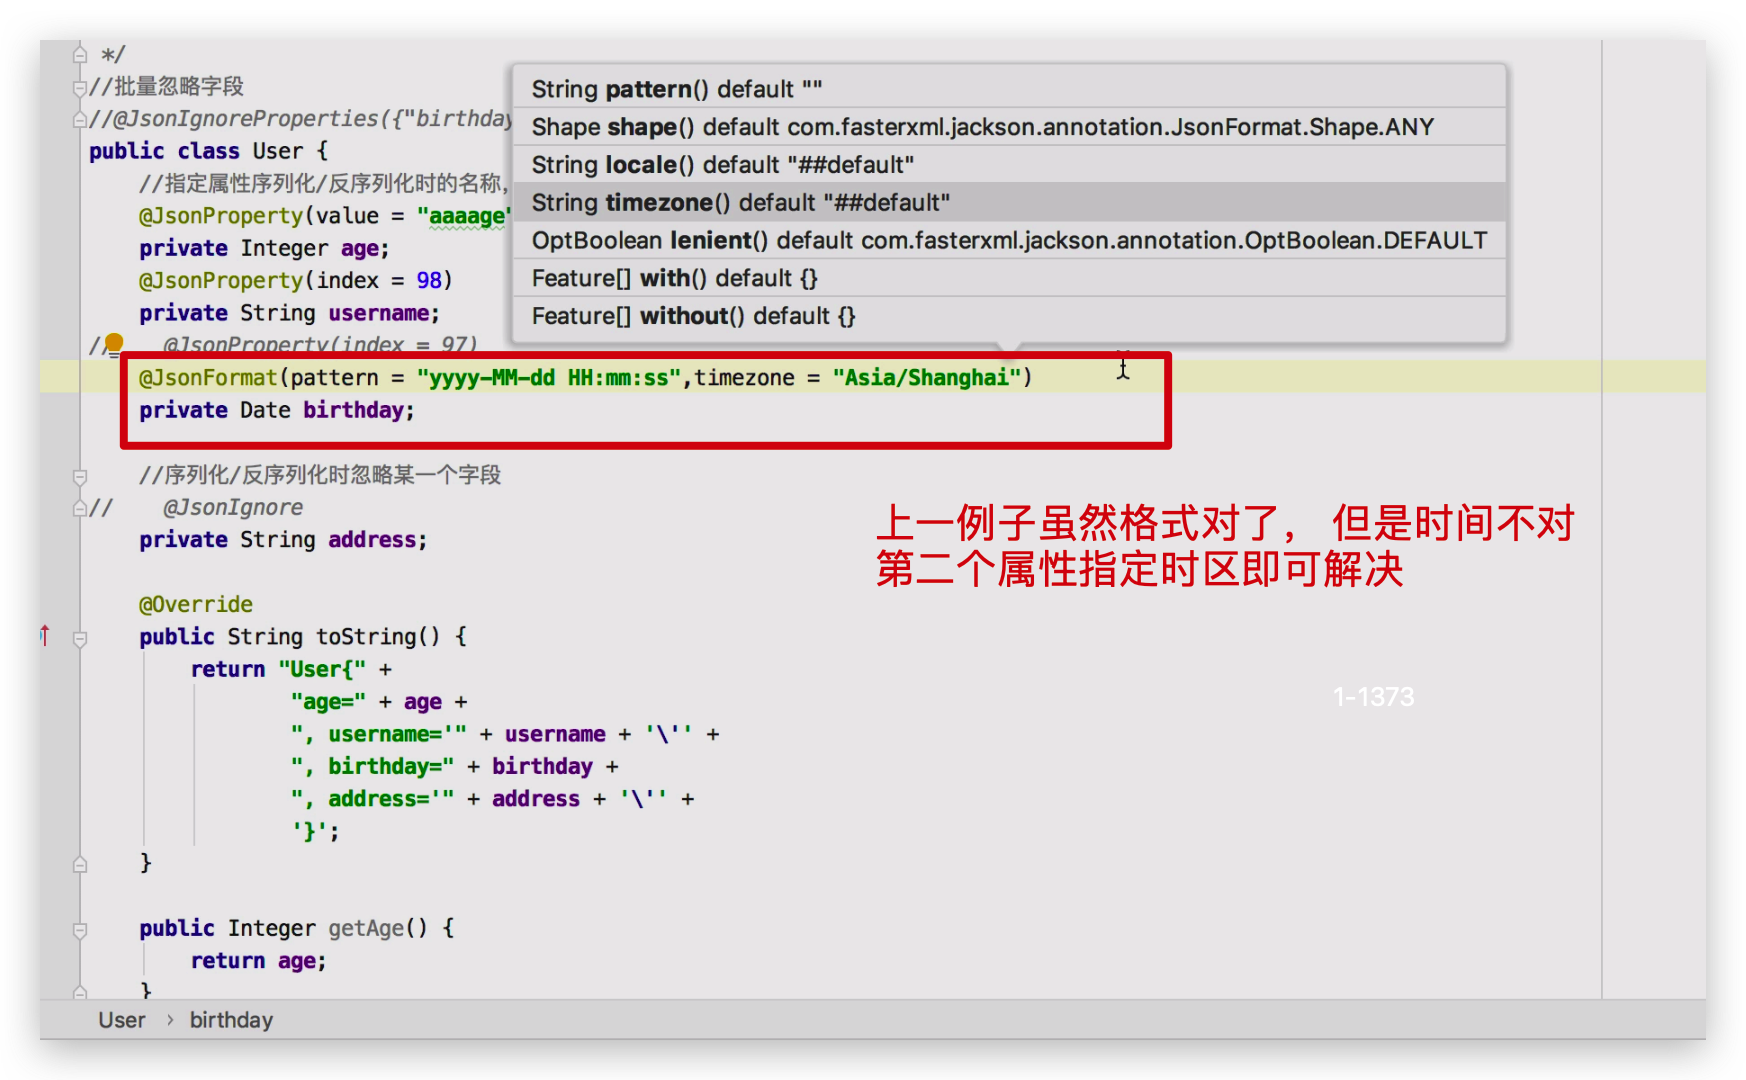 */
//批量忽略字段
//@JsonIgnoreProperties({"birthday
public class User {
//指定属性序列化/反序列化时的名称,
@JsonProperty(value = "aaaage"
private Integer age;
@JsonProperty(index = 98)
private String username;
// @JsonProperty(index = 97)
@JsonFormat(pattern = "yyyy-MM-dd HH:mm:ss",timezone = "Asia/Shanghai")
private Date birthday;
//序列化/反序列化时忽略某一个字段
// @JsonIgnore
private String address;
@Override
public String toString() {
return "User{" +
"age=" + age +
", username='" + username + '\'' +
", birthday=" + birthday +
", address='" + address + '\'' +
'}';
}
public Integer getAge() {
return age;
}
String pattern() default ""
Shape shape() default com.fasterxml.jackson.annotation.JsonFormat.Shape.ANY
String locale() default "##default"
String timezone() default "##default"
OptBoolean lenient() default com.fasterxml.jackson.annotation.OptBoolean.DEFAULT
Feature[] with() default {}
Feature[] without() default {}
上一例子虽然格式对了，但是时间不对
第二个属性指定时区即可解决
1-1373
User › birthday